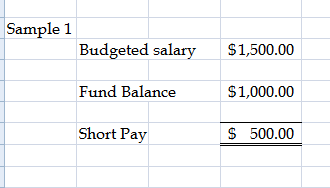 Sample 1
Budgeted salary $1,500.00
Fund Balance $1,000.00
Short Pay $ 500.00